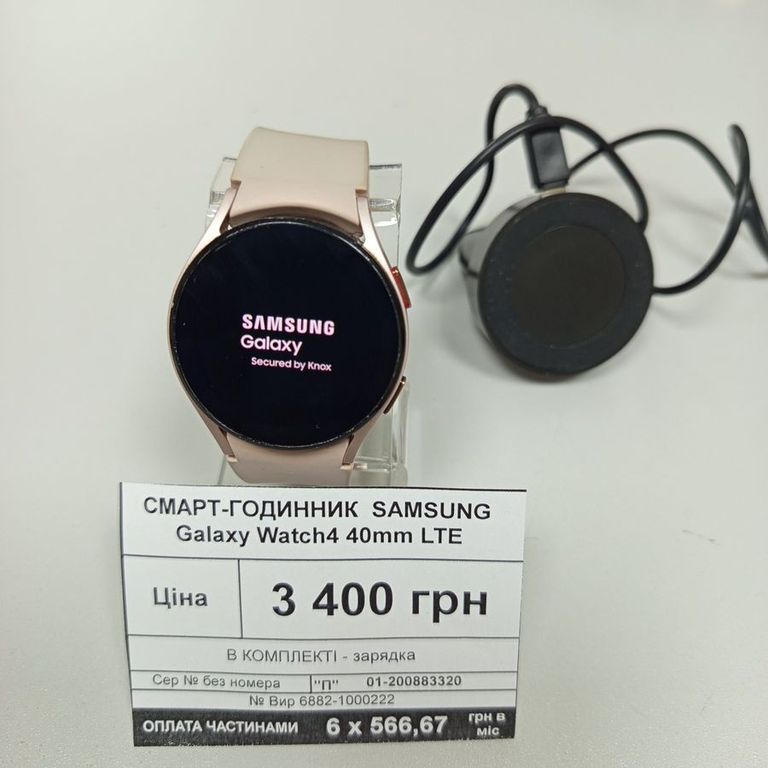 SAMSUNG
Galaxy
Secured by Knox
СМАРТ-ГОДИННИК SAMSUNG
Galaxy Watch4 40mm LTE
Ціна 3 400 грн
В КОМПЛЕКТІ - зарядка
Сер № без номера "П" 01-200883320
№ Вир 6882-1000222
ОПЛАТА ЧАСТИНАМИ 6 x 566,67 грн в міс